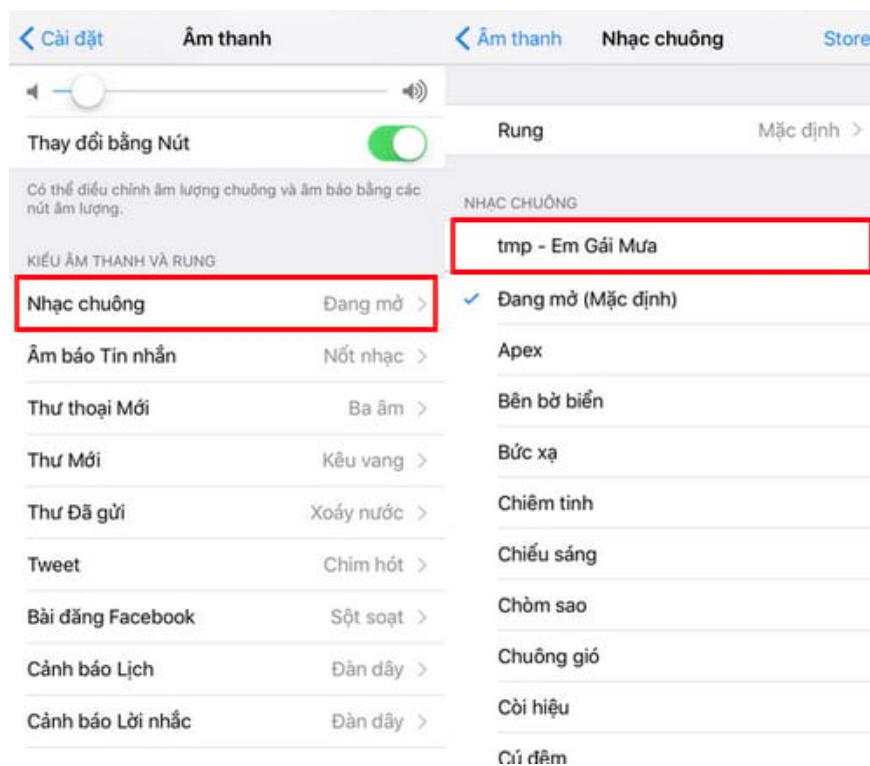 Cài đặt
Âm thanh
Thay đổi bằng Nút
Có thể điều chỉnh âm lượng chuông và âm báo bằng các
nút âm lượng.
KIỂU ÂM THANH VÀ RUNG
Nhạc chuông Đang mở
Âm báo Tin nhắn Nốt nhạc
Thư thoại Mới Ba âm
Thư Mới Kêu vang
Thư Đã gửi Xoáy nước
Tweet Chim hót
Bài đăng Facebook Sột soạt
Cảnh báo Lịch Đàn dây
Cảnh báo Lời nhắc Đàn dây
Âm thanh
Nhạc chuông
Store
Rung Mặc định
NHẠC CHUÔNG
tmp - Em Gái Mưa
Đang mở (Mặc định)
Apex
Bên bờ biển
Bức xạ
Chiêm tinh
Chiếu sáng
Chòm sao
Chuông gió
Còi hiệu
Cú đêm